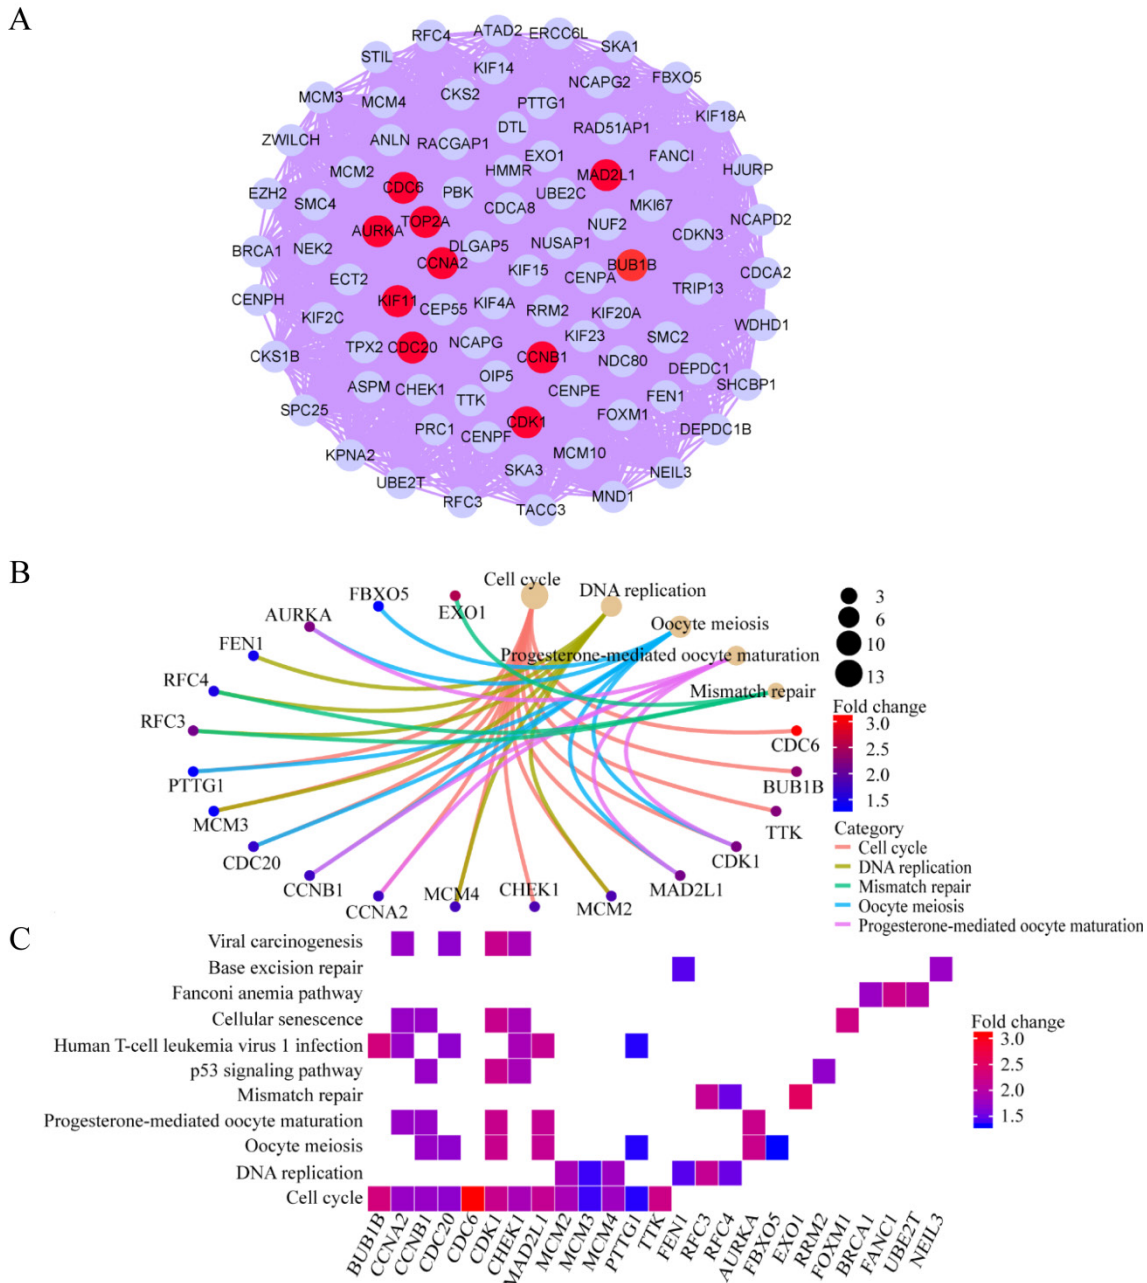 A
ATAD2
ERCC6L
RFC4
SKA1
STIL
KIF14
NCAPG2
FBXO5
MCM3
MCM4
CKS2
PTTG1
KIF18A
ZWILCH
ANLN
RACGAP1
DTL
RAD51AP1
EXO1
FANCI
HJURP
MCM2
CDC6
PBK
HMMR
UBE2C
MAD2L1
EZH2
SMC4
CDCA8
MKI67
NCAPD2
AURKA
TOP2A
NUF2
CDKN3
BRCA1
NEK2
DLGAP5
NUSAP1
CCNA2
KIF15
CENPA
BUB1B
CDCA2
ECT2
TRIP13
CENPH
KIF2C
KIF11
CEP55
KIF4A
RRM2
KIF20A
WDHD1
CKS1B
TPX2
CDC20
NCAPG
KIF23
SMC2
CCNB1
NDC80
DEPDC1
ASPM
CHEK1
OIP5
CENPE
FEN1
SHCBP1
SPC25
TTK
FOXM1
PRC1
CENPF
CDK1
DEPDC1B
KPNA2
MCM10
UBE2T
SKA3
NEIL3
RFC3
TACC3
MND1
B
Cell cycle
DNA replication
Oocyte meiosis
Progesterone-mediated oocyte maturation
Mismatch repair
FBXO5
EXO1
AURKA
FEN1
RFC4
RFC3
PTTG1
MCM3
CDC20
CCNB1
CCNA2
MCM4
CHEK1
MCM2
MAD2L1
CDK1
TTK
BUB1B
CDC6
3
6
10
13
Fold change
3.0
2.5
2.0
1.5
Category
Cell cycle
DNA replication
Mismatch repair
Oocyte meiosis
Progesterone-mediated oocyte maturation
C
Viral carcinogenesis
Base excision repair
Fanconi anemia pathway
Cellular senescence
Human T-cell leukemia virus 1 infection
p53 signaling pathway
Mismatch repair
Progesterone-mediated oocyte maturation
Oocyte meiosis
DNA replication
Cell cycle
BUB1B
CCNA2
CCNB1
CDC20
CDC6
CDK1
CHEK1
MAD2L1
MCM2
MCM3
MCM4
PTTG1
TTK
FEN1
RFC3
RFC4
AURKA
FBXO5
EXO1
RRM2
FOXM1
BRCA1
FANC1
UBE2T
NEIL3
Fold change
3.0
2.5
2.0
1.5